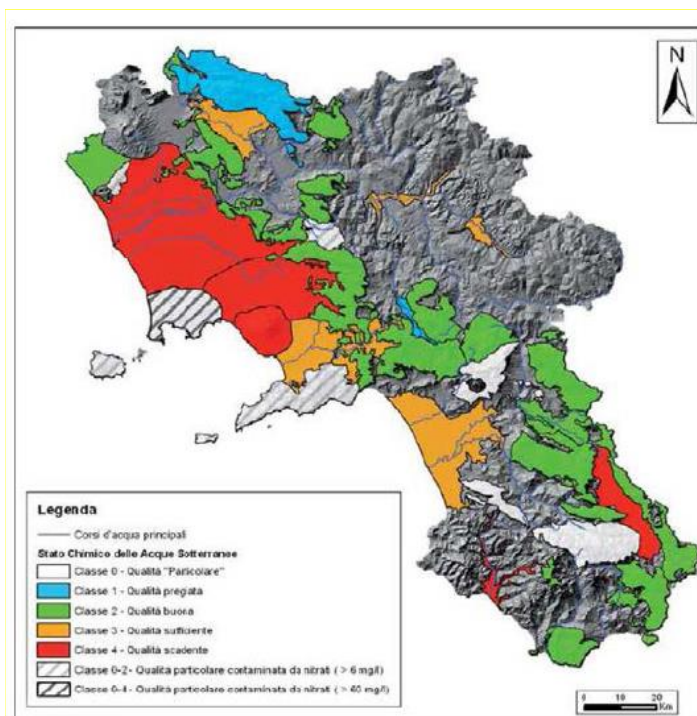 N
Legenda
Corsi d'acqua principali
Stato Chimico delle Acque Sotterranee
Classe 0 - Qualità "Particolare"
Classe 1 - Qualità pregiata
Classe 2 - Qualità buona
Classe 3 - Qualità sufficiente
Classe 4 - Qualità scadente
Classe 0-2 - Qualità particolare contaminata da nitrati ( > 6 mg/l)
Classe 0-4 - Qualità particolare contaminata da nitrati ( > 50 mg/l)
0 10 20
Km